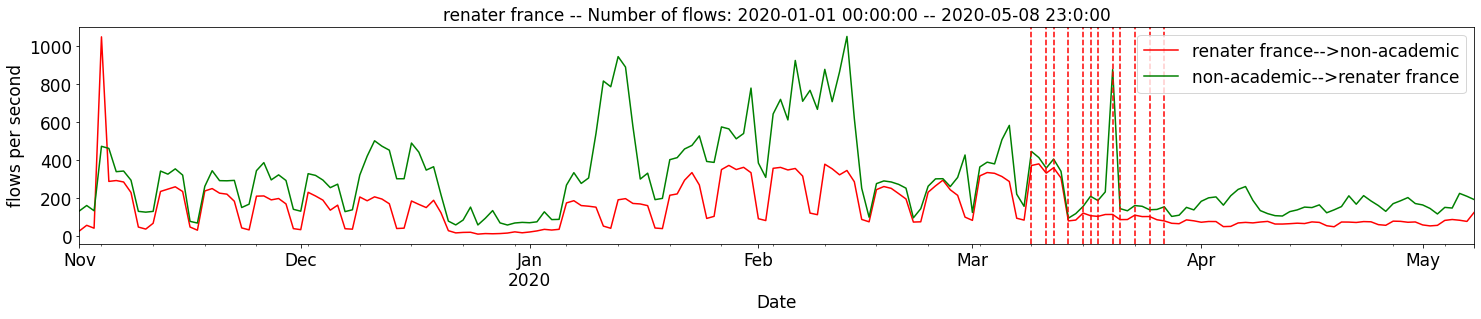 renater france -- Number of flows: 2020-01-01 00:00:00 -- 2020-05-08 23:0:00
renater france-->non-academic
non-academic-->renater france
flows per second
1000
800
600
400
200
0
Nov Dec Jan Feb Mar Apr May
2020
Date